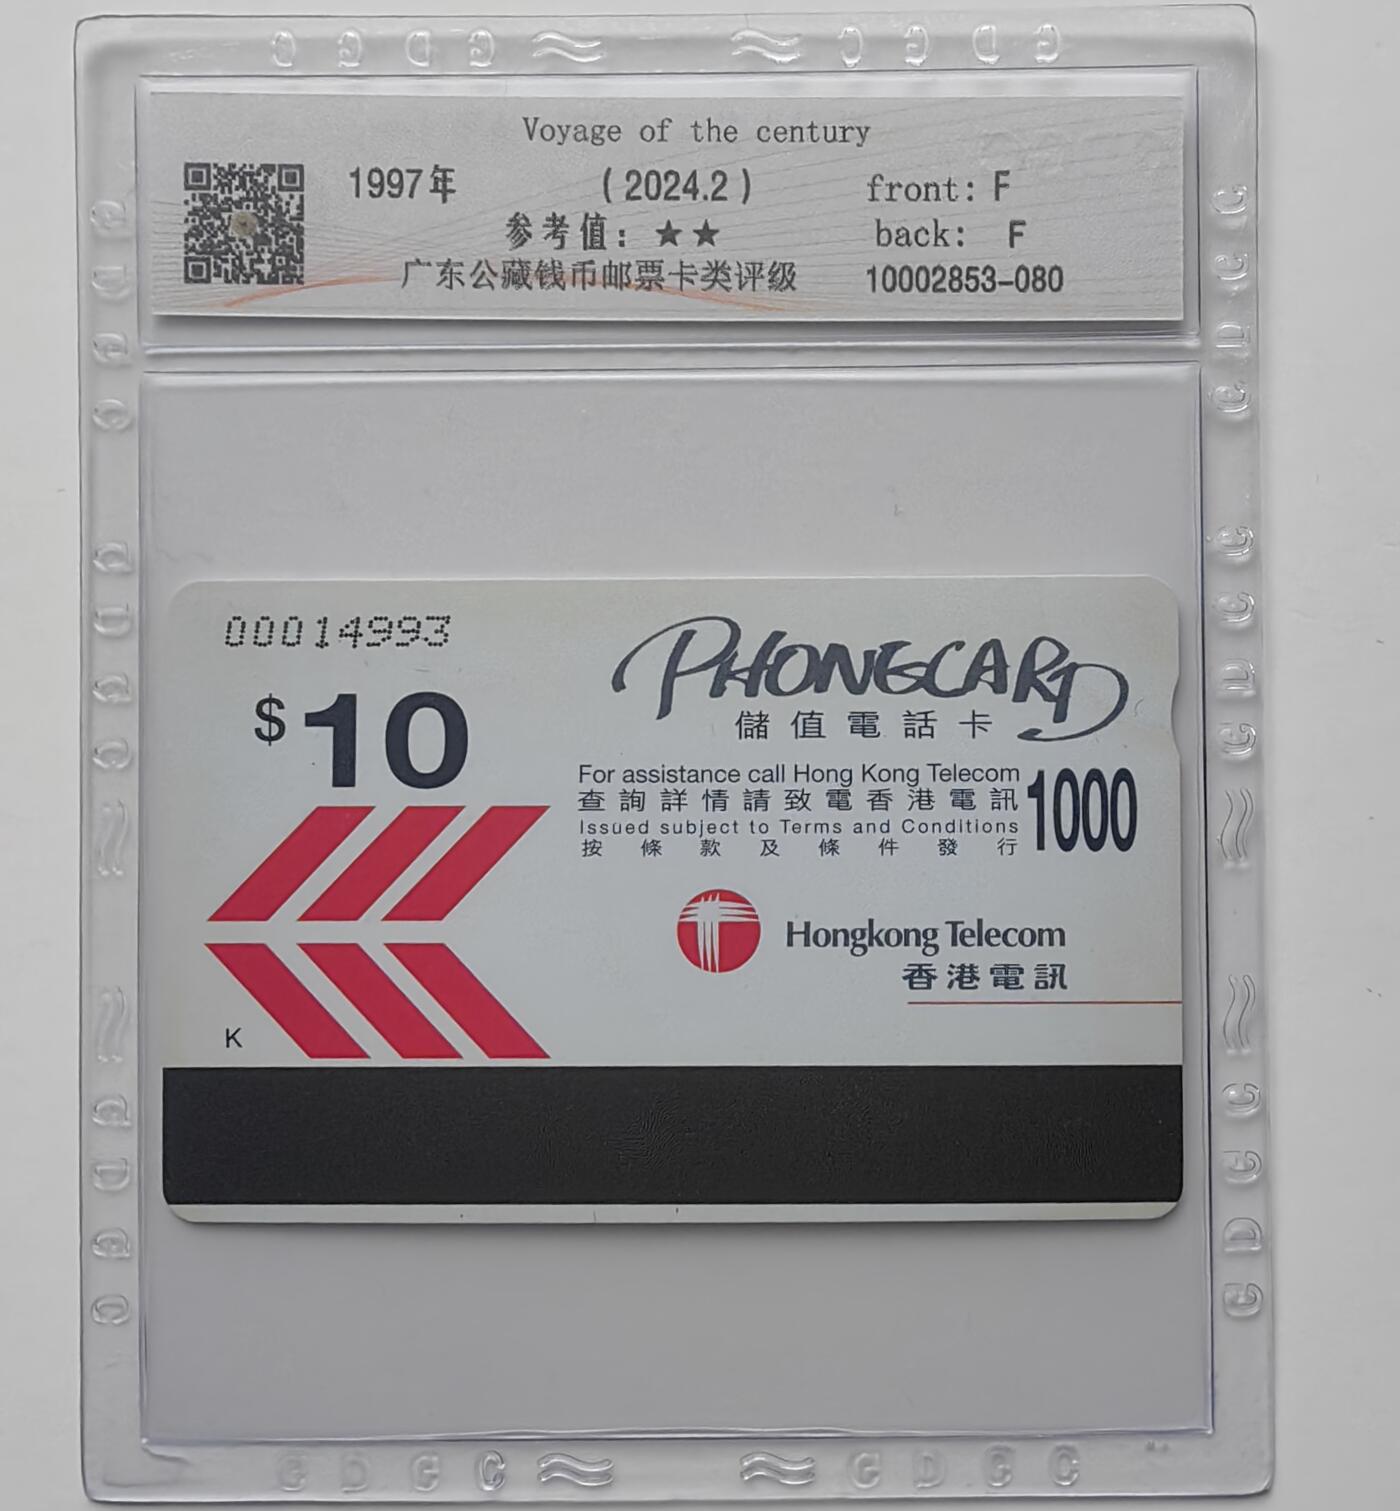 G D G C
C G D G
Voyage of the century
1997年
(2024.2)
front: F
参考值：★★
back: F
广东公藏钱币邮票卡类评级
10002853-080
00014993
$10
PHONECARD
儲值電話卡
For assistance call Hong Kong Telecom
查詢詳情請致電香港電訊
1000
Issued subject to Terms and Conditions
按條款及條件發行
Hongkong Telecom
香港電訊
K
G D G C
G D G C